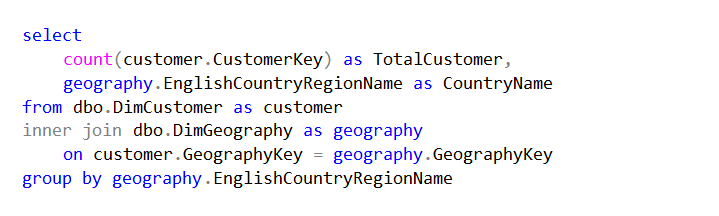 select
    count(customer.CustomerKey) as TotalCustomer,
    geography.EnglishCountryRegionName as CountryName
from dbo.DimCustomer as customer
inner join dbo.DimGeography as geography
    on customer.GeographyKey = geography.GeographyKey
group by geography.EnglishCountryRegionName